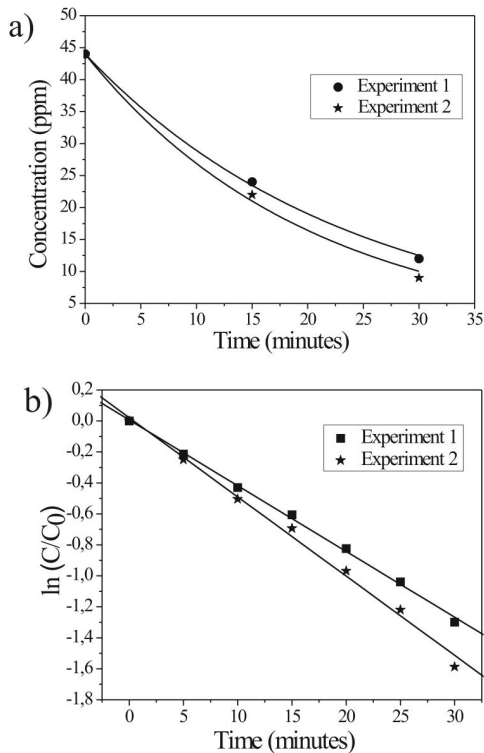 a)
Concentration (ppm)
50
45
40
35
30
25
20
15
10
5
Experiment 1
Experiment 2
0 5 10 15 20 25 30 35
Time (minutes)
b)
ln (C/C0)
0,2
0,0
-0,2
-0,4
-0,6
-0,8
-1,0
-1,2
-1,4
-1,6
-1,8
Experiment 1
Experiment 2
0 5 10 15 20 25 30
Time (minutes)